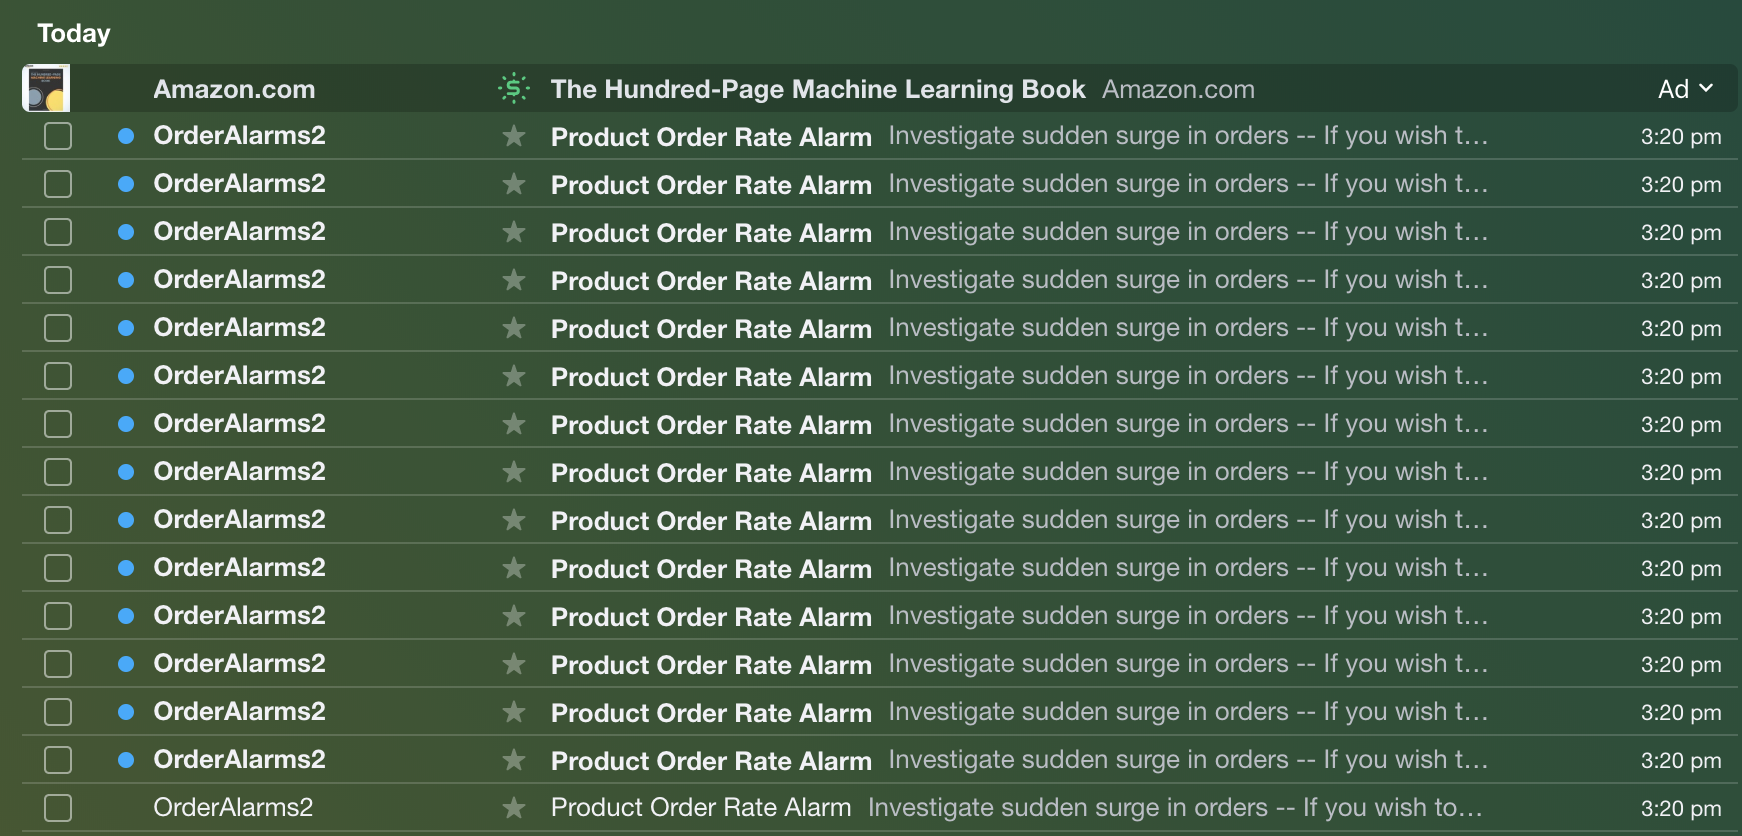 Today
Amazon.com The Hundred-Page Machine Learning Book Amazon.com Ad
OrderAlarms2 Product Order Rate Alarm Investigate sudden surge in orders -- If you wish t... 3:20 pm
OrderAlarms2 Product Order Rate Alarm Investigate sudden surge in orders -- If you wish t... 3:20 pm
OrderAlarms2 Product Order Rate Alarm Investigate sudden surge in orders -- If you wish t... 3:20 pm
OrderAlarms2 Product Order Rate Alarm Investigate sudden surge in orders -- If you wish t... 3:20 pm
OrderAlarms2 Product Order Rate Alarm Investigate sudden surge in orders -- If you wish t... 3:20 pm
OrderAlarms2 Product Order Rate Alarm Investigate sudden surge in orders -- If you wish t... 3:20 pm
OrderAlarms2 Product Order Rate Alarm Investigate sudden surge in orders -- If you wish t... 3:20 pm
OrderAlarms2 Product Order Rate Alarm Investigate sudden surge in orders -- If you wish t... 3:20 pm
OrderAlarms2 Product Order Rate Alarm Investigate sudden surge in orders -- If you wish t... 3:20 pm
OrderAlarms2 Product Order Rate Alarm Investigate sudden surge in orders -- If you wish t... 3:20 pm
OrderAlarms2 Product Order Rate Alarm Investigate sudden surge in orders -- If you wish t... 3:20 pm
OrderAlarms2 Product Order Rate Alarm Investigate sudden surge in orders -- If you wish t... 3:20 pm
OrderAlarms2 Product Order Rate Alarm Investigate sudden surge in orders -- If you wish t... 3:20 pm
OrderAlarms2 Product Order Rate Alarm Investigate sudden surge in orders -- If you wish t... 3:20 pm
OrderAlarms2 Product Order Rate Alarm Investigate sudden surge in orders -- If you wish to... 3:20 pm